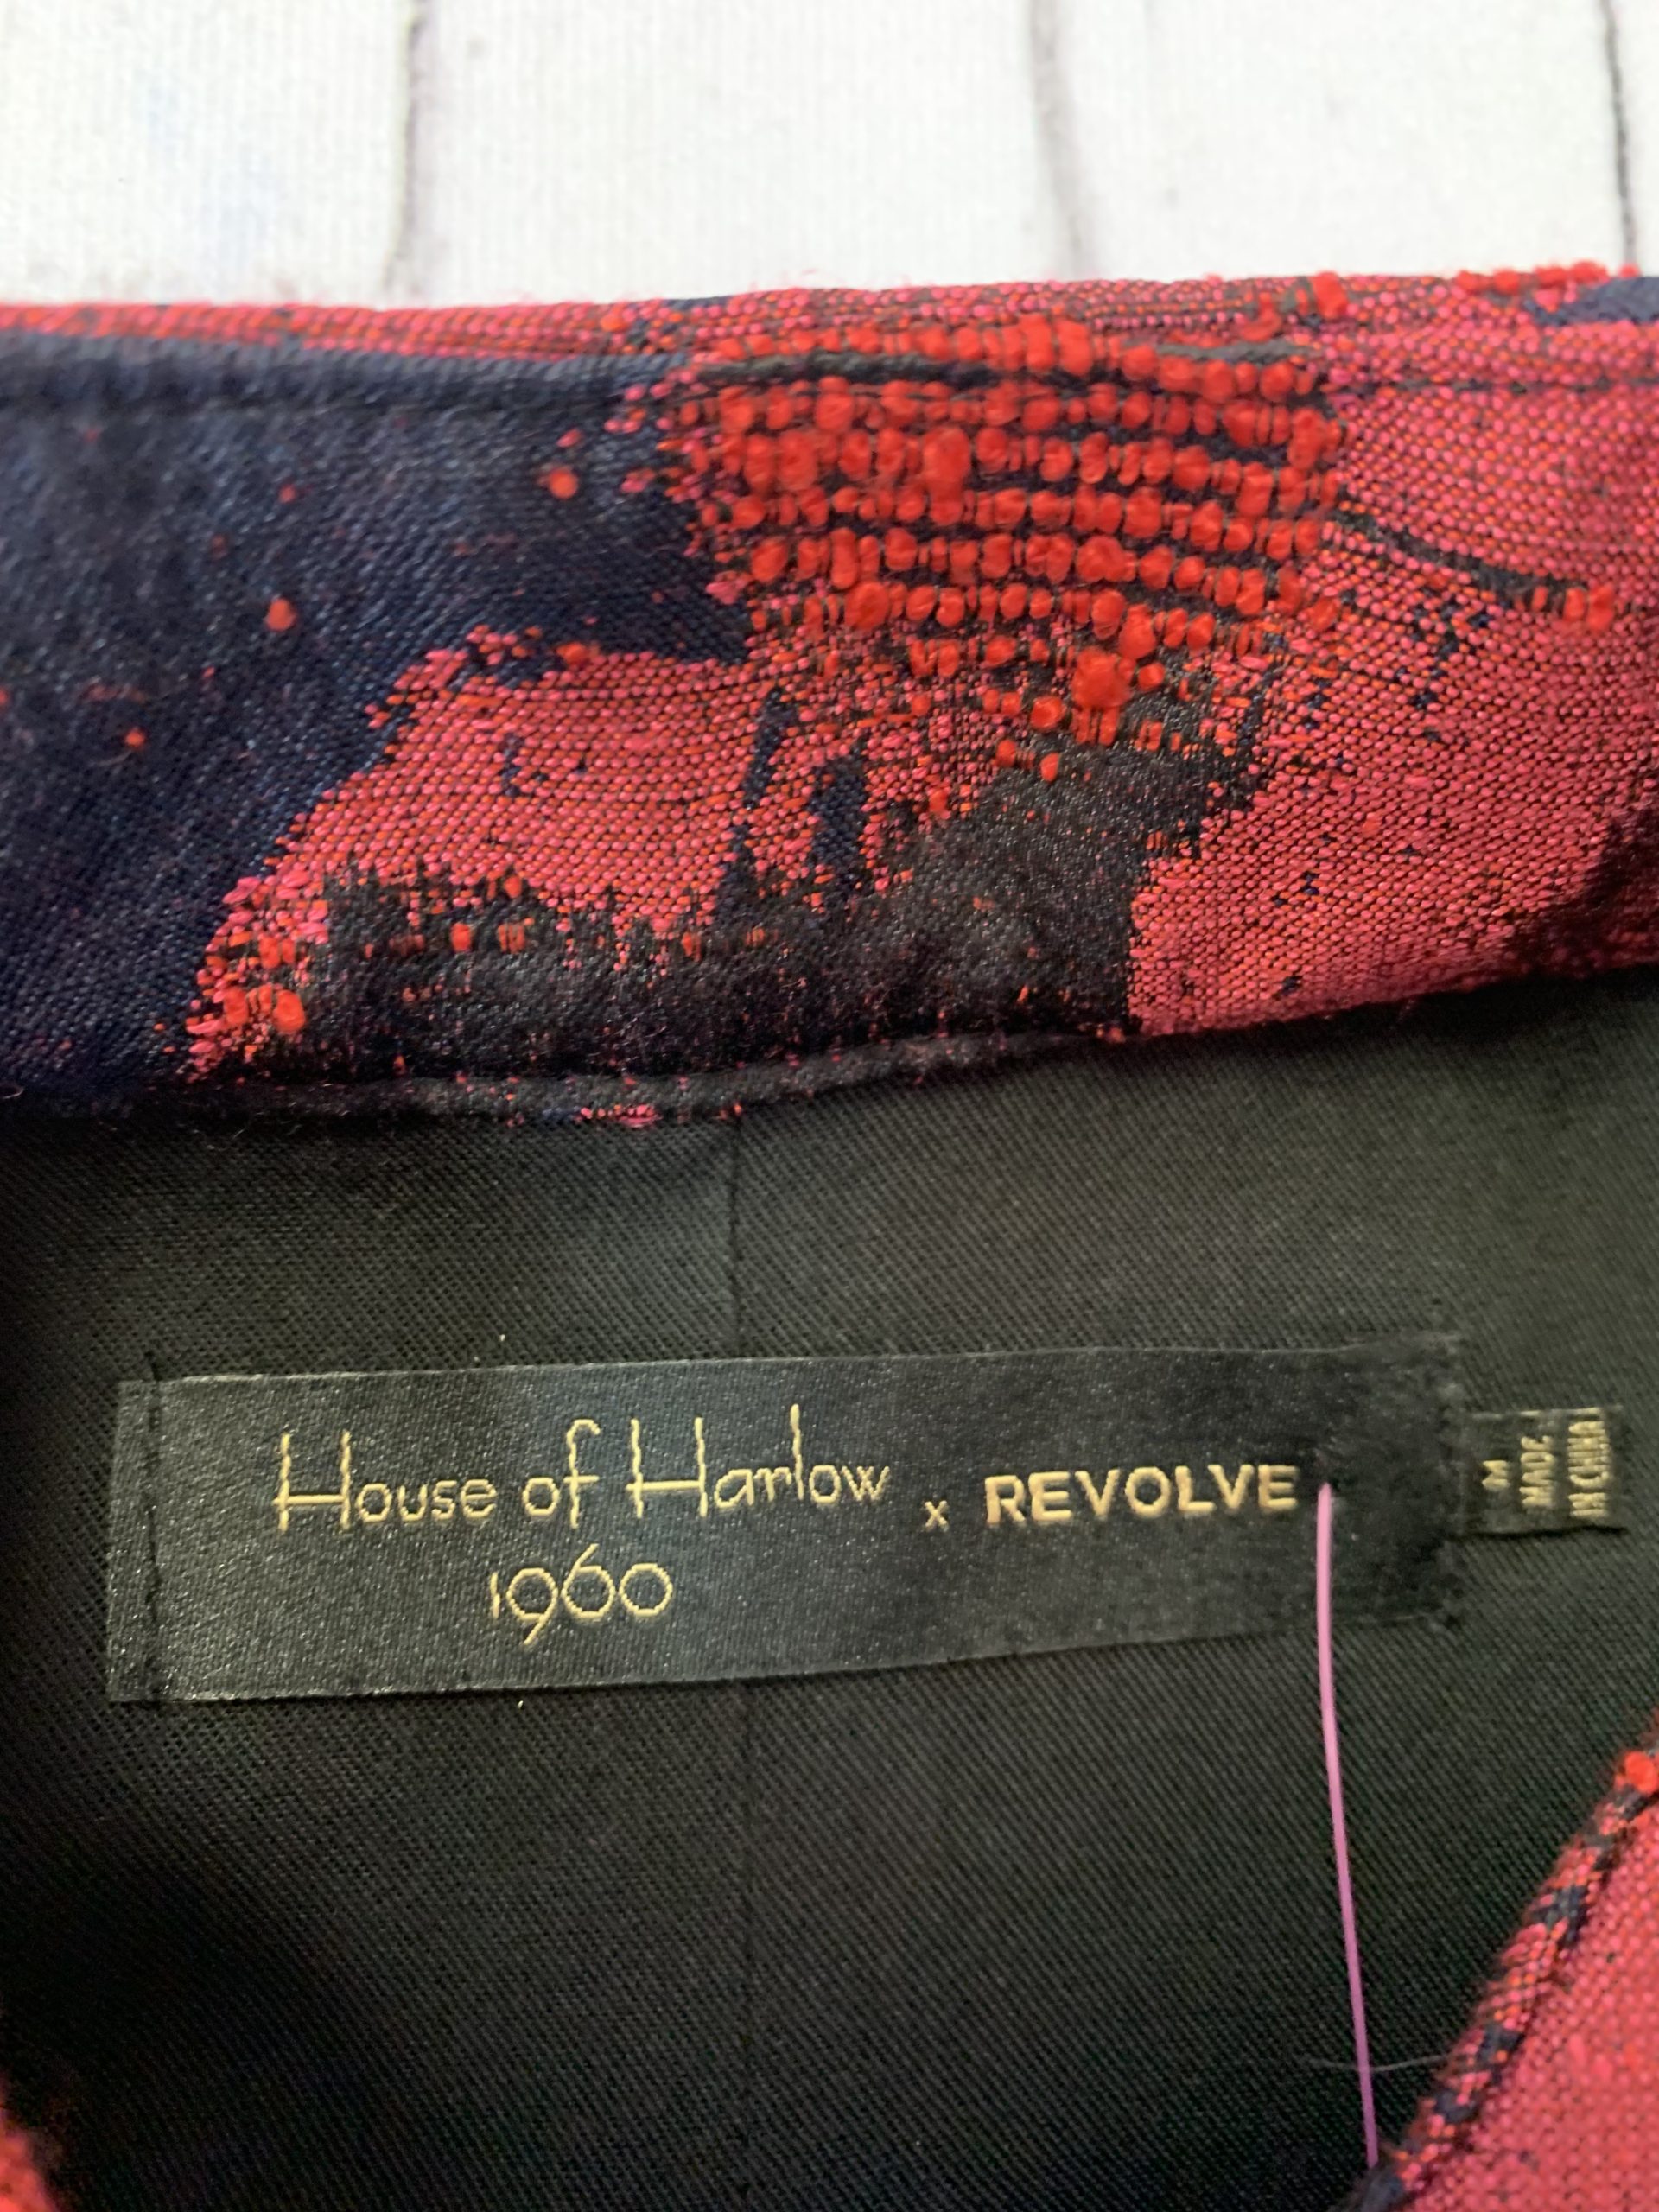 House of Harlow x REVOLVE
1960
M
MADE
IN CHINA